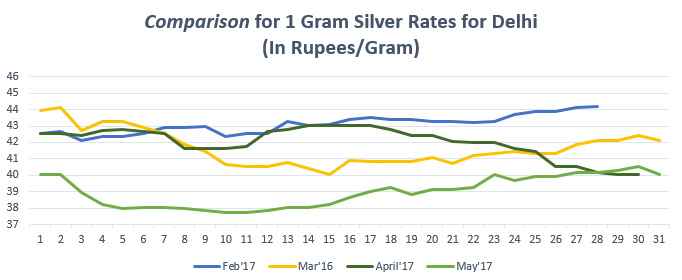 Comparison for 1 Gram Silver Rates for Delhi
(In Rupees/Gram)
46
45
44
43
42
41
40
39
38
37
1 2 3 4 5 6 7 8 9 10 11 12 13 14 15 16 17 18 19 20 21 22 23 24 25 26 27 28 29 30 31
Feb'17 Mar'16 April'17 May'17